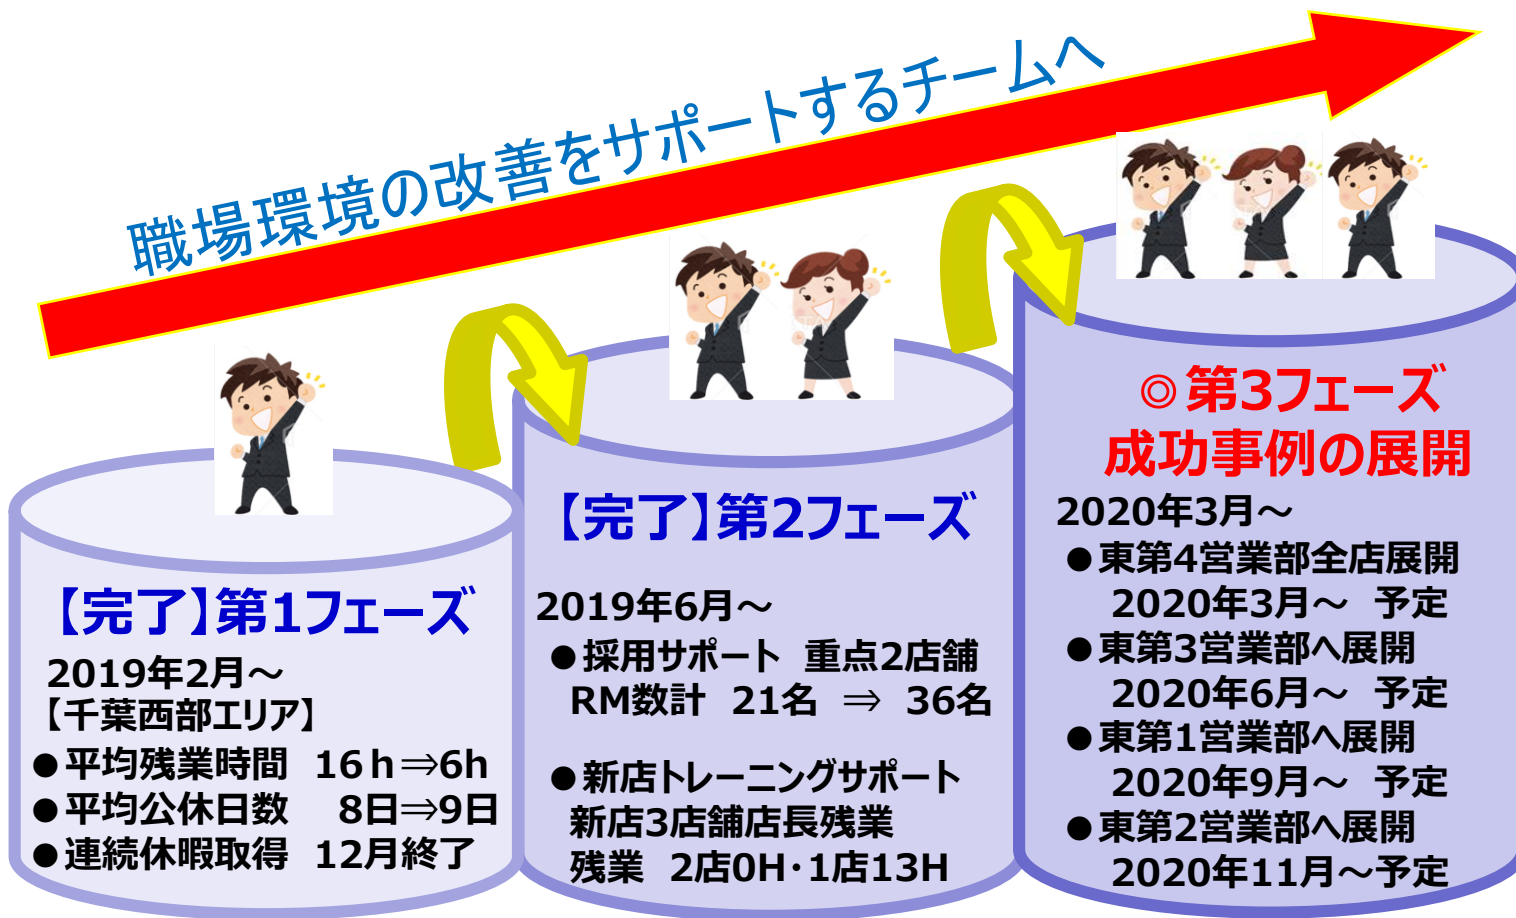 職場環境の改善をサポートするチームへ
【完了】第1フェーズ
2019年2月～
【千葉西部エリア】
●平均残業時間 16ｈ⇒6h
●平均公休日数 8日⇒9日
●連続休暇取得 12月終了
【完了】第2フェーズ
2019年6月～
●採用サポート 重点2店舗
RM数計 21名 ⇒ 36名
●新店トレーニングサポート
新店3店舗店長残業
残業 2店0H・1店13H
◎第3フェーズ
成功事例の展開
2020年3月～
●東第4営業部全店展開
2020年3月～ 予定
●東第3営業部へ展開
2020年6月～ 予定
●東第1営業部へ展開
2020年9月～ 予定
●東第2営業部へ展開
2020年11月～予定